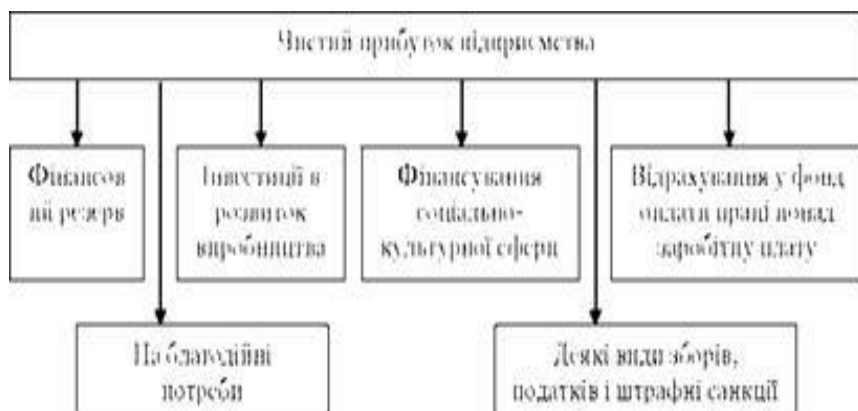 Чистий прибуток підприємства
Фінансов
ий резерв
Інвестиції в
розвиток
виробництва
Фінансування
соціально-
культурної сфери
Відрахування у фонд
оплати праці понад
заробітну плату
На благодійні
потреби
Деякі види зборів,
податків і штрафні санкції